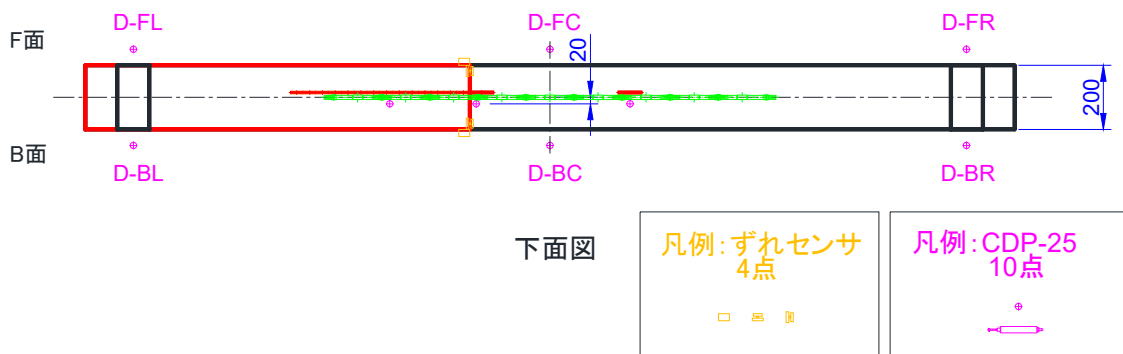 D-FL
D-FC
D-FR
F面
20
200
B面
D-BL
D-BC
D-BR
下面図
凡例：ずれセンサ
4点
凡例：CDP-25
10点